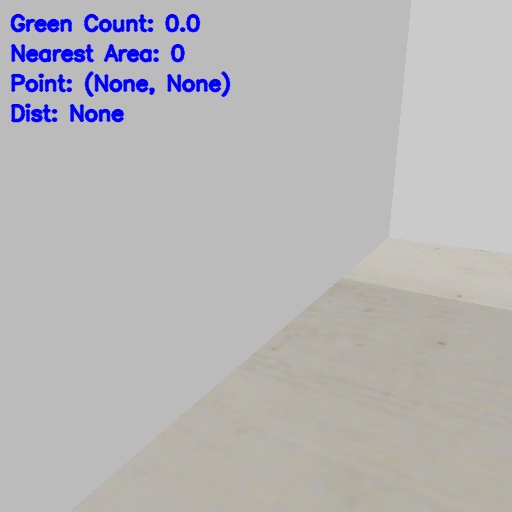 Green Count: 0.0
Nearest Area: 0
Point: (None, None)
Dist: None